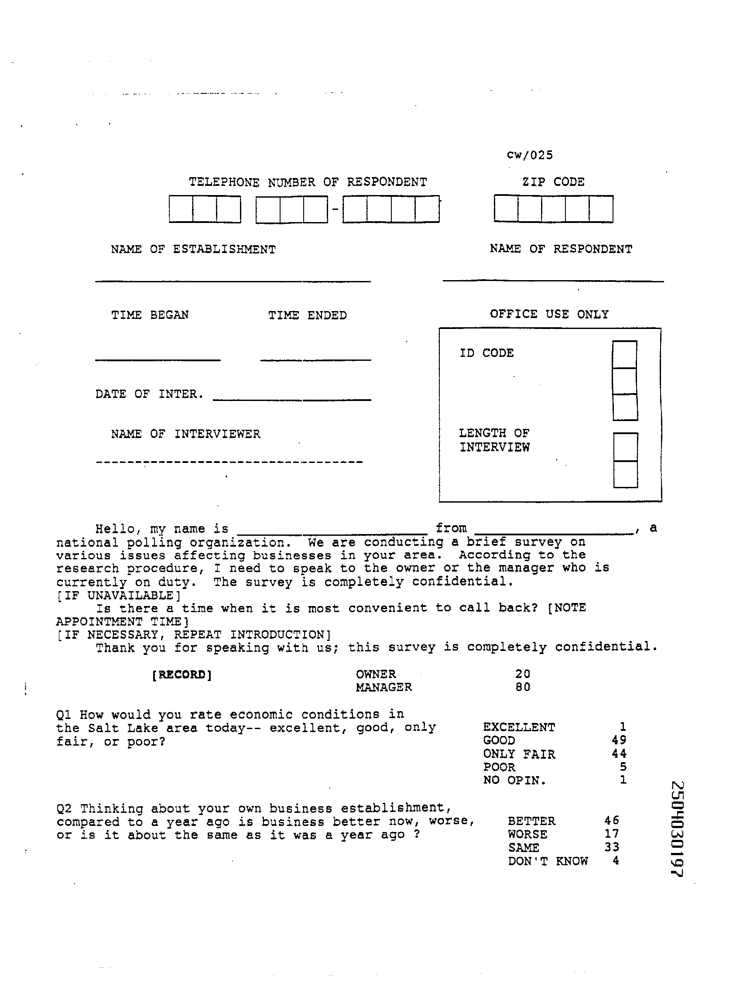 cw/025
TELEPHONE NUMBER OF RESPONDENT ZIP CODE
-
NAME OF ESTABLISHMENT NAME OF RESPONDENT
TIME BEGAN TIME ENDED OFFICE USE ONLY
ID CODE
DATE OF INTER.
NAME OF INTERVIEWER LENGTH OF
INTERVIEW
Hello, my name is ____________________ from __________________, a
national polling organization. We are conducting a brief survey on
various issues affecting businesses in your area. According to the
research procedure, I need to speak to the owner or the manager who is
currently on duty. The survey is completely confidential.
[IF UNAVAILABLE]
Is there a time when it is most convenient to call back? [NOTE
APPOINTMENT TIME]
[IF NECESSARY, REPEAT INTRODUCTION]
Thank you for speaking with us; this survey is completely confidential.
[RECORD] OWNER 20
MANAGER 80
Q1 How would you rate economic conditions in
the Salt Lake area today-- excellent, good, only EXCELLENT 1
fair, or poor? GOOD 49
ONLY FAIR 44
POOR 5
NO OPIN. 1
Q2 Thinking about your own business establishment,
compared to a year ago is business better now, worse, BETTER 46
or is it about the same as it was a year ago ? WORSE 17
SAME 33
DON'T KNOW 4
2504030197